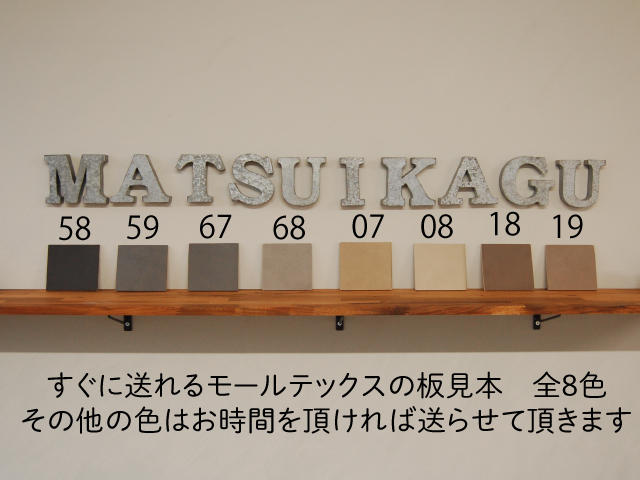 MATSUIKAGU
58 59 67 68 07 08 18 19
すぐに送れるモールテックスの板見本　全8色
その他の色はお時間を頂ければ送らせて頂きます